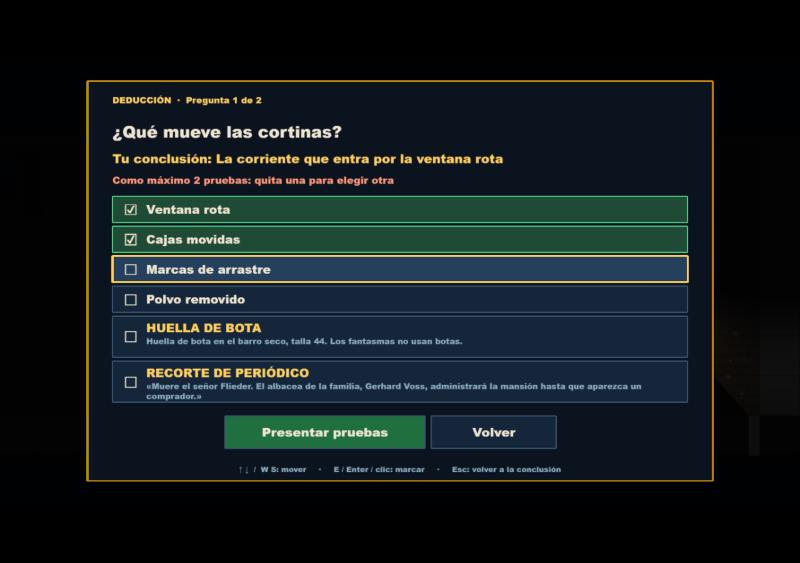 DEDUCCIÓN · Pregunta 1 de 2
¿Qué mueve las cortinas?
Tu conclusión: La corriente que entra por la ventana rota
Como máximo 2 pruebas: quita una para elegir otra
☑ Ventana rota
☑ Cajas movidas
☐ Marcas de arrastre
☐ Polvo removido
☐ HUELLA DE BOTA
Huella de bota en el barro seco, talla 44. Los fantasmas no usan botas.
☐ RECORTE DE PERIÓDICO
«Muere el señor Flieder. El albacea de la familia, Gerhard Voss, administrará la mansión hasta que aparezca un
comprador.»
Presentar pruebas
Volver
↑↓ / W S: mover · E / Enter / clic: marcar · Esc: volver a la conclusión